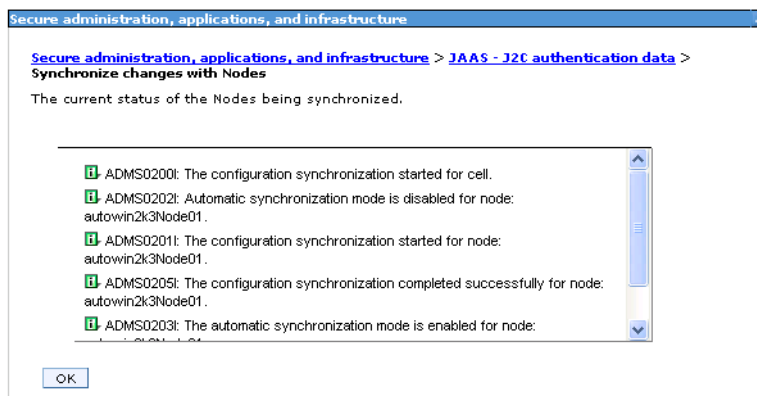 Secure administration, applications, and infrastructure
Secure administration, applications, and infrastructure > JAAS - J2C authentication data >
Synchronize changes with Nodes
The current status of the Nodes being synchronized.
ADMS0200I: The configuration synchronization started for cell.
ADMS0202I: Automatic synchronization mode is disabled for node:
autowin2k3Node01.
ADMS0201I: The configuration synchronization started for node:
autowin2k3Node01.
ADMS0205I: The configuration synchronization completed successfully for node:
autowin2k3Node01.
ADMS0203I: The automatic synchronization mode is enabled for node:
OK